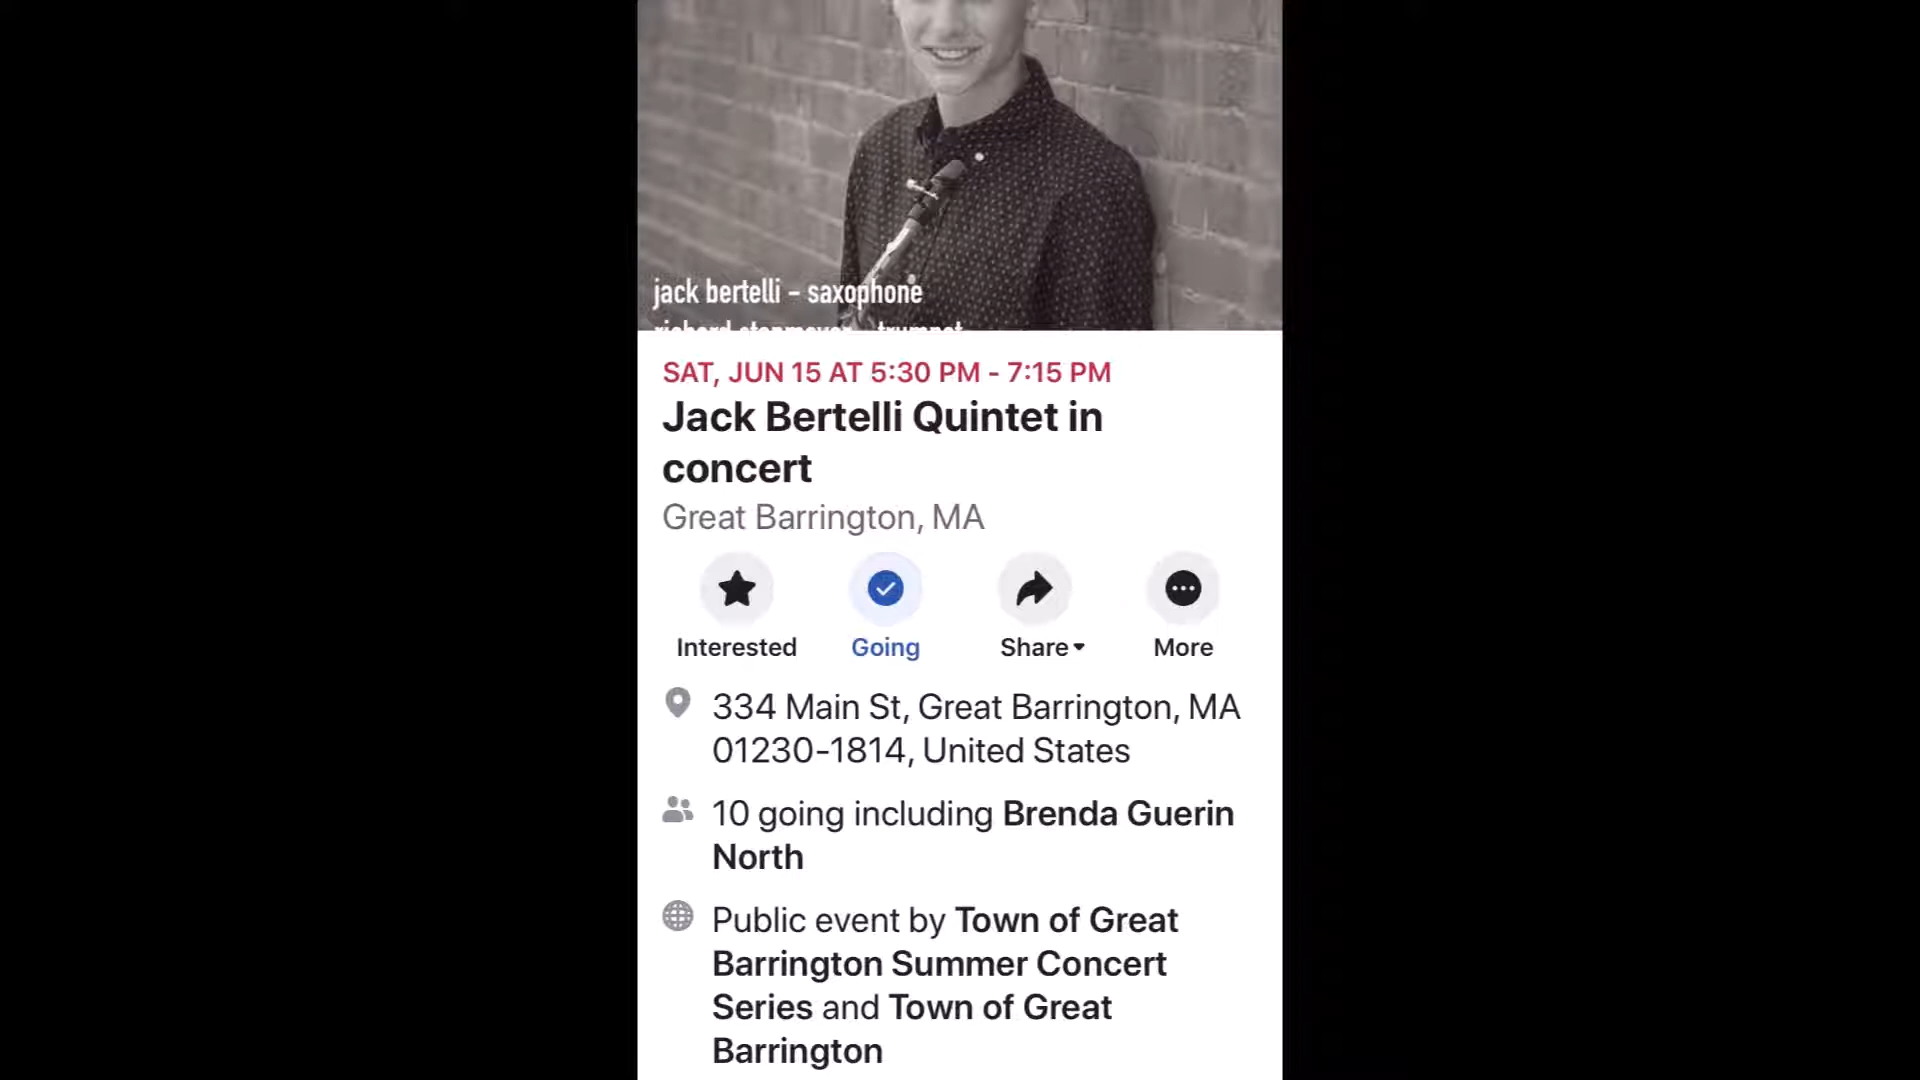 jack bertelli - saxophone
SAT, JUN 15 AT 5:30 PM - 7:15 PM
Jack Bertelli Quintet in
concert
Great Barrington, MA
Interested Going Share More
334 Main St, Great Barrington, MA
01230-1814, United States
10 going including Brenda Guerin
North
Public event by Town of Great
Barrington Summer Concert
Series and Town of Great
Barrington